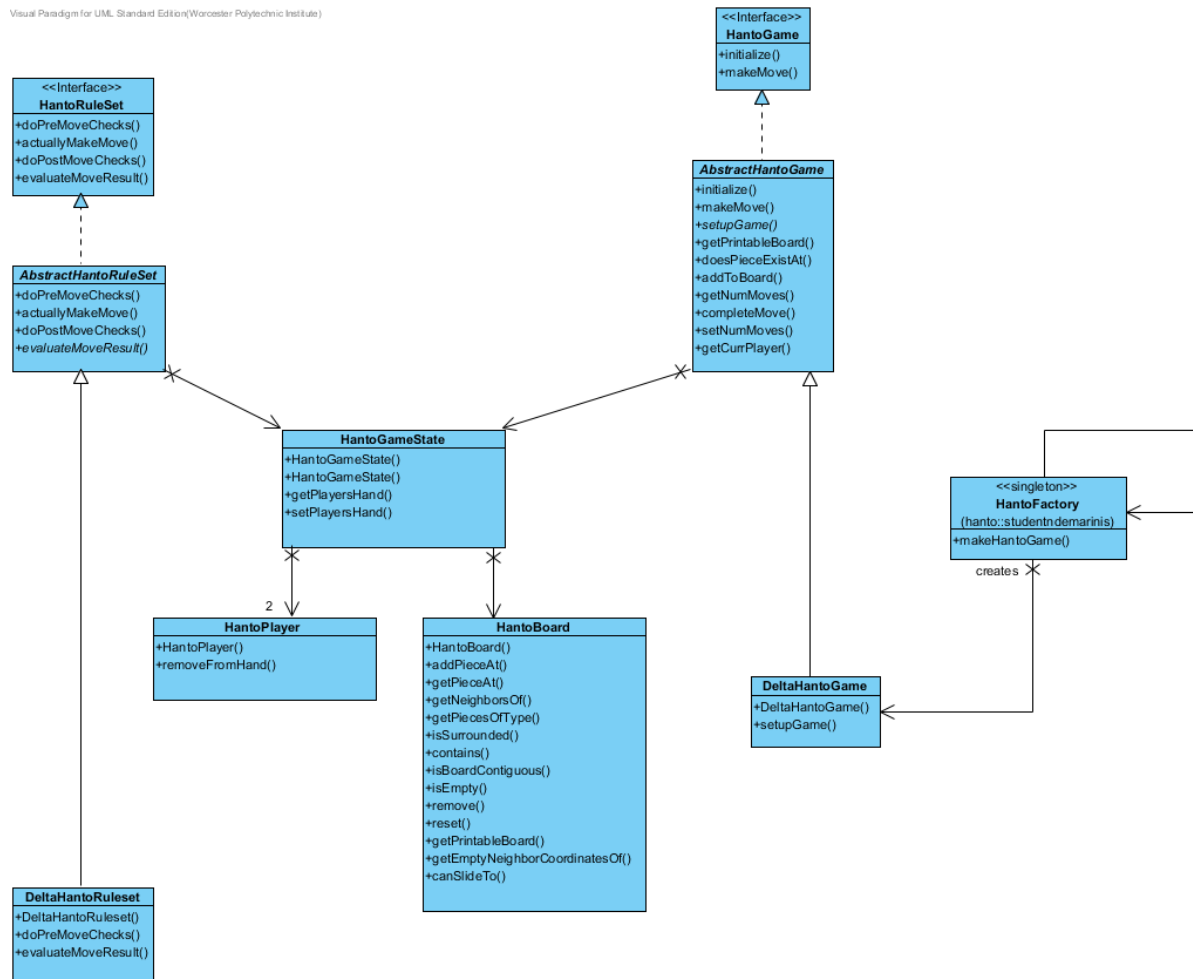 Visual Paradigm for UML Standard Edition(Worcester Polytechnic Institute)
<<Interface>>
HantoGame
+initialize()
+makeMove()
<<Interface>>
HantoRuleSet
+doPreMoveChecks()
+actuallyMakeMove()
+doPostMoveChecks()
+evaluateMoveResult()
AbstractHantoGame
+initialize()
+makeMove()
+setupGame()
+getPrintableBoard()
+doesPieceExistAt()
+addToBoard()
+getNumMoves()
+completeMove()
+setNumMoves()
+getCurrPlayer()
AbstractHantoRuleSet
+doPreMoveChecks()
+actuallyMakeMove()
+doPostMoveChecks()
+evaluateMoveResult()
HantoGameState
+HantoGameState()
+HantoGameState()
+getPlayersHand()
+setPlayersHand()
<<singleton>>
HantoFactory
(hanto::studentndemarinis)
+makeHantoGame()
creates
2
HantoPlayer
+HantoPlayer()
+removeFromHand()
HantoBoard
+HantoBoard()
+addPieceAt()
+getPieceAt()
+getNeighborsOf()
+getPiecesOfType()
+isSurrounded()
+contains()
+isBoardContiguous()
+isEmpty()
+remove()
+reset()
+getPrintableBoard()
+getEmptyNeighborCoordinatesOf()
+canSlideTo()
DeltaHantoGame
+DeltaHantoGame()
+setupGame()
DeltaHantoRuleset
+DeltaHantoRuleset()
+doPreMoveChecks()
+evaluateMoveResult()